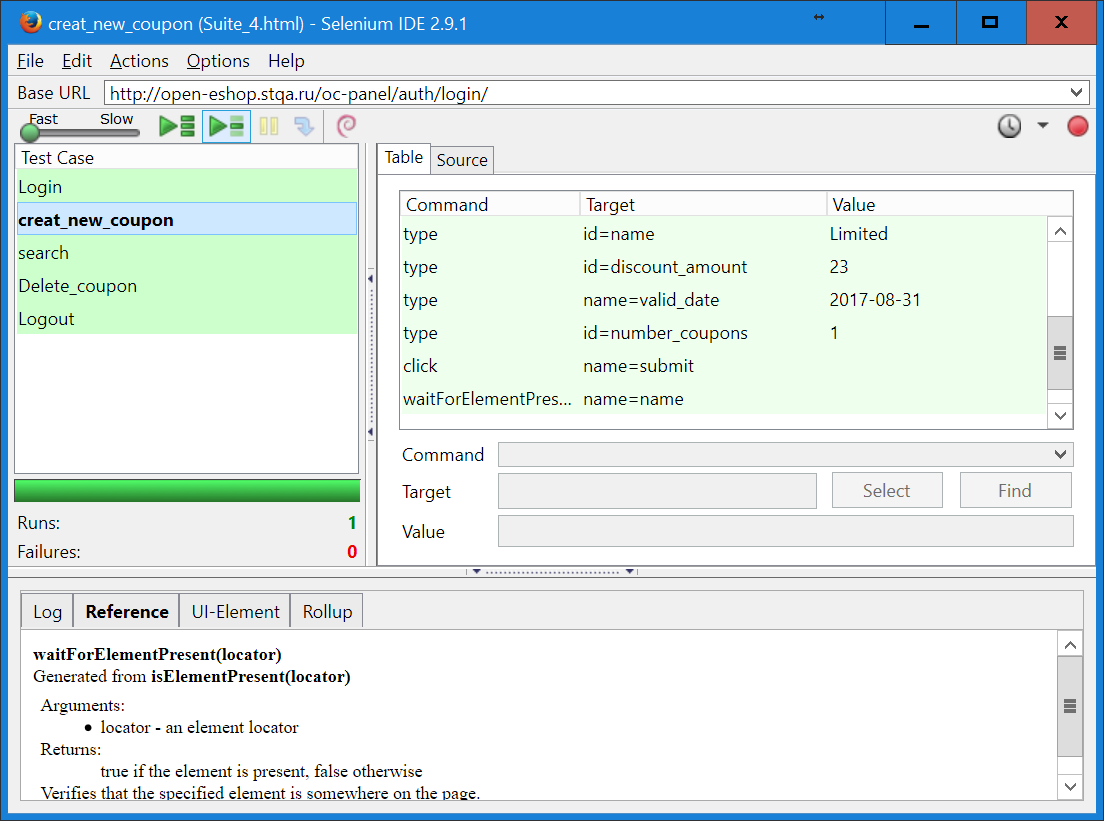 creat_new_coupon (Suite_4.html) - Selenium IDE 2.9.1
File Edit Actions Options Help
Base URL http://open-eshop.stqa.ru/oc-panel/auth/login/
Fast Slow
Test Case
Login
creat_new_coupon
search
Delete_coupon
Logout
Runs: 1
Failures: 0
Table Source
Command Target Value
type id=name Limited
type id=discount_amount 23
type name=valid_date 2017-08-31
type id=number_coupons 1
click name=submit
waitForElementPres... name=name
Command
Target Select Find
Value
Log Reference UI-Element Rollup
waitForElementPresent(locator)
Generated from isElementPresent(locator)
Arguments:
• locator - an element locator
Returns:
true if the element is present, false otherwise
Verifies that the specified element is somewhere on the page.